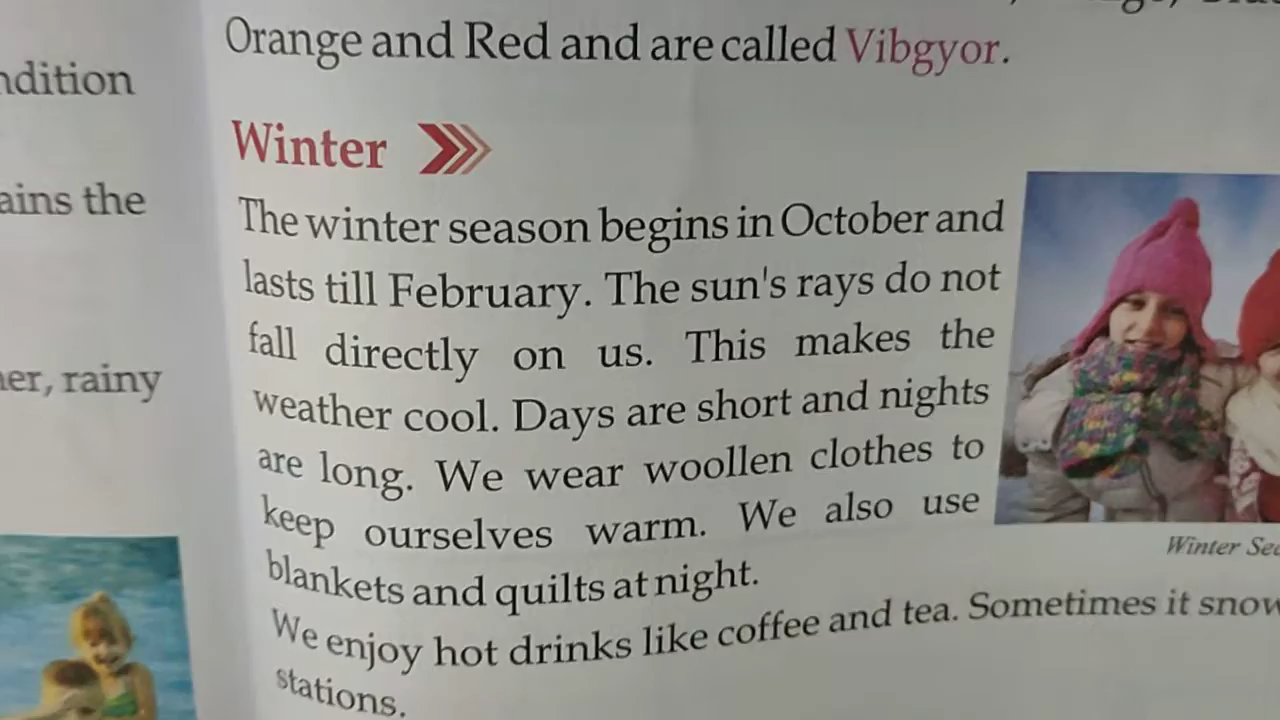 Orange and Red and are called Vibgyor.
ndition
Winter
ains the
The winter season begins in October and
lasts till February. The sun's rays do not
fall directly on us. This makes the
weather cool. Days are short and nights
er, rainy
are long. We wear woollen clothes to
keep ourselves warm. We also use
blankets and quilts at night.
Winter Sea
We enjoy hot drinks like coffee and tea. Sometimes it snow
stations.